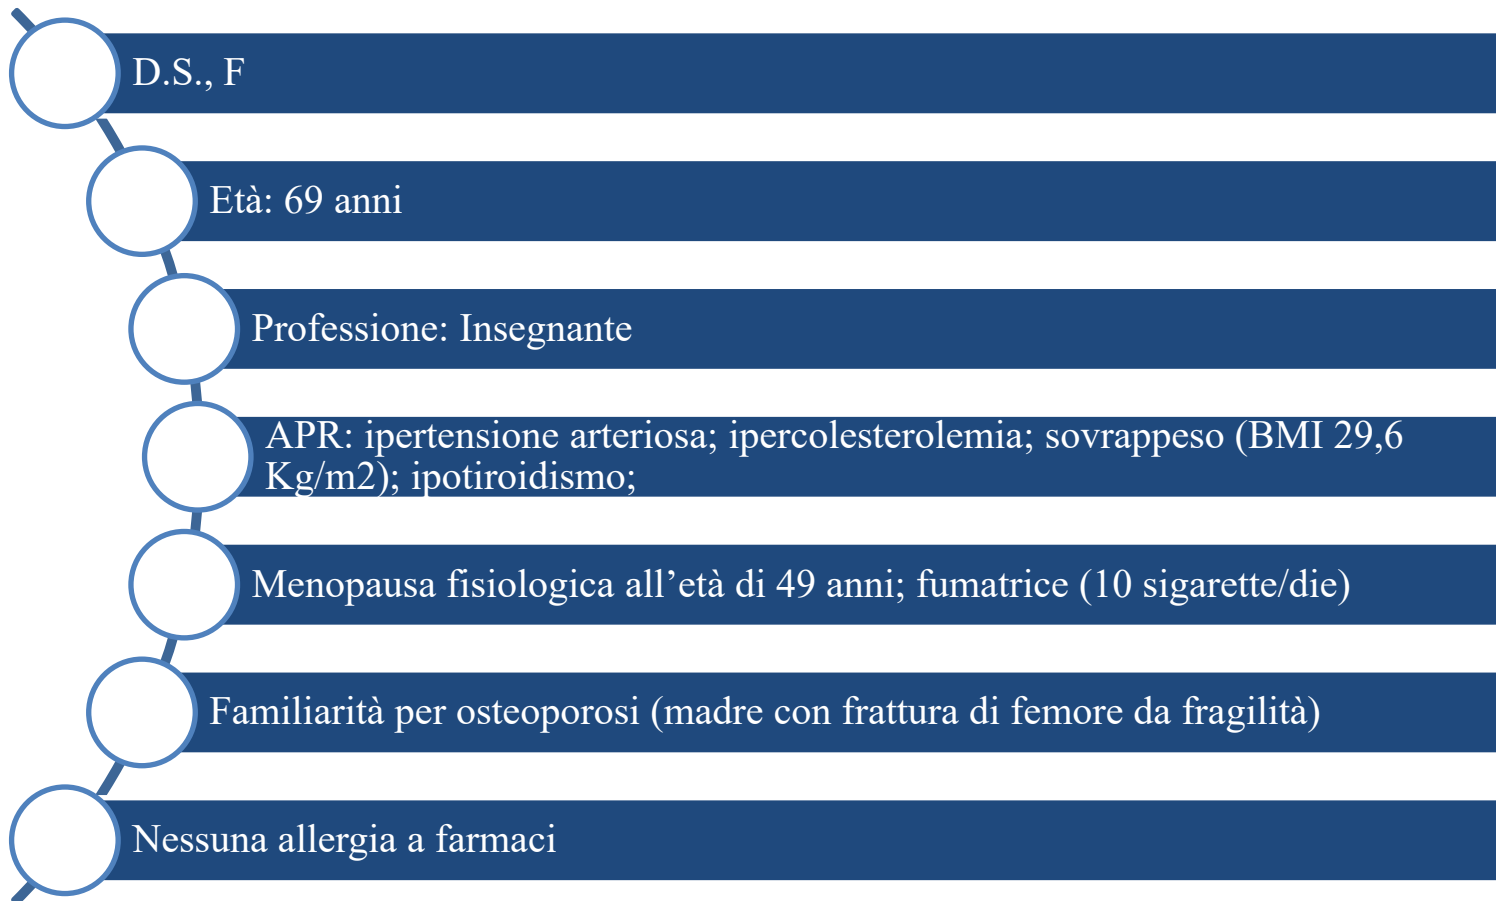 D.S., F
Età: 69 anni
Professione: Insegnante
APR: ipertensione arteriosa; ipercolesterolemia; sovrappeso (BMI 29,6
Kg/m2); ipotiroidismo;
Menopausa fisiologica all’età di 49 anni; fumatrice (10 sigarette/die)
Familiarità per osteoporosi (madre con frattura di femore da fragilità)
Nessuna allergia a farmaci